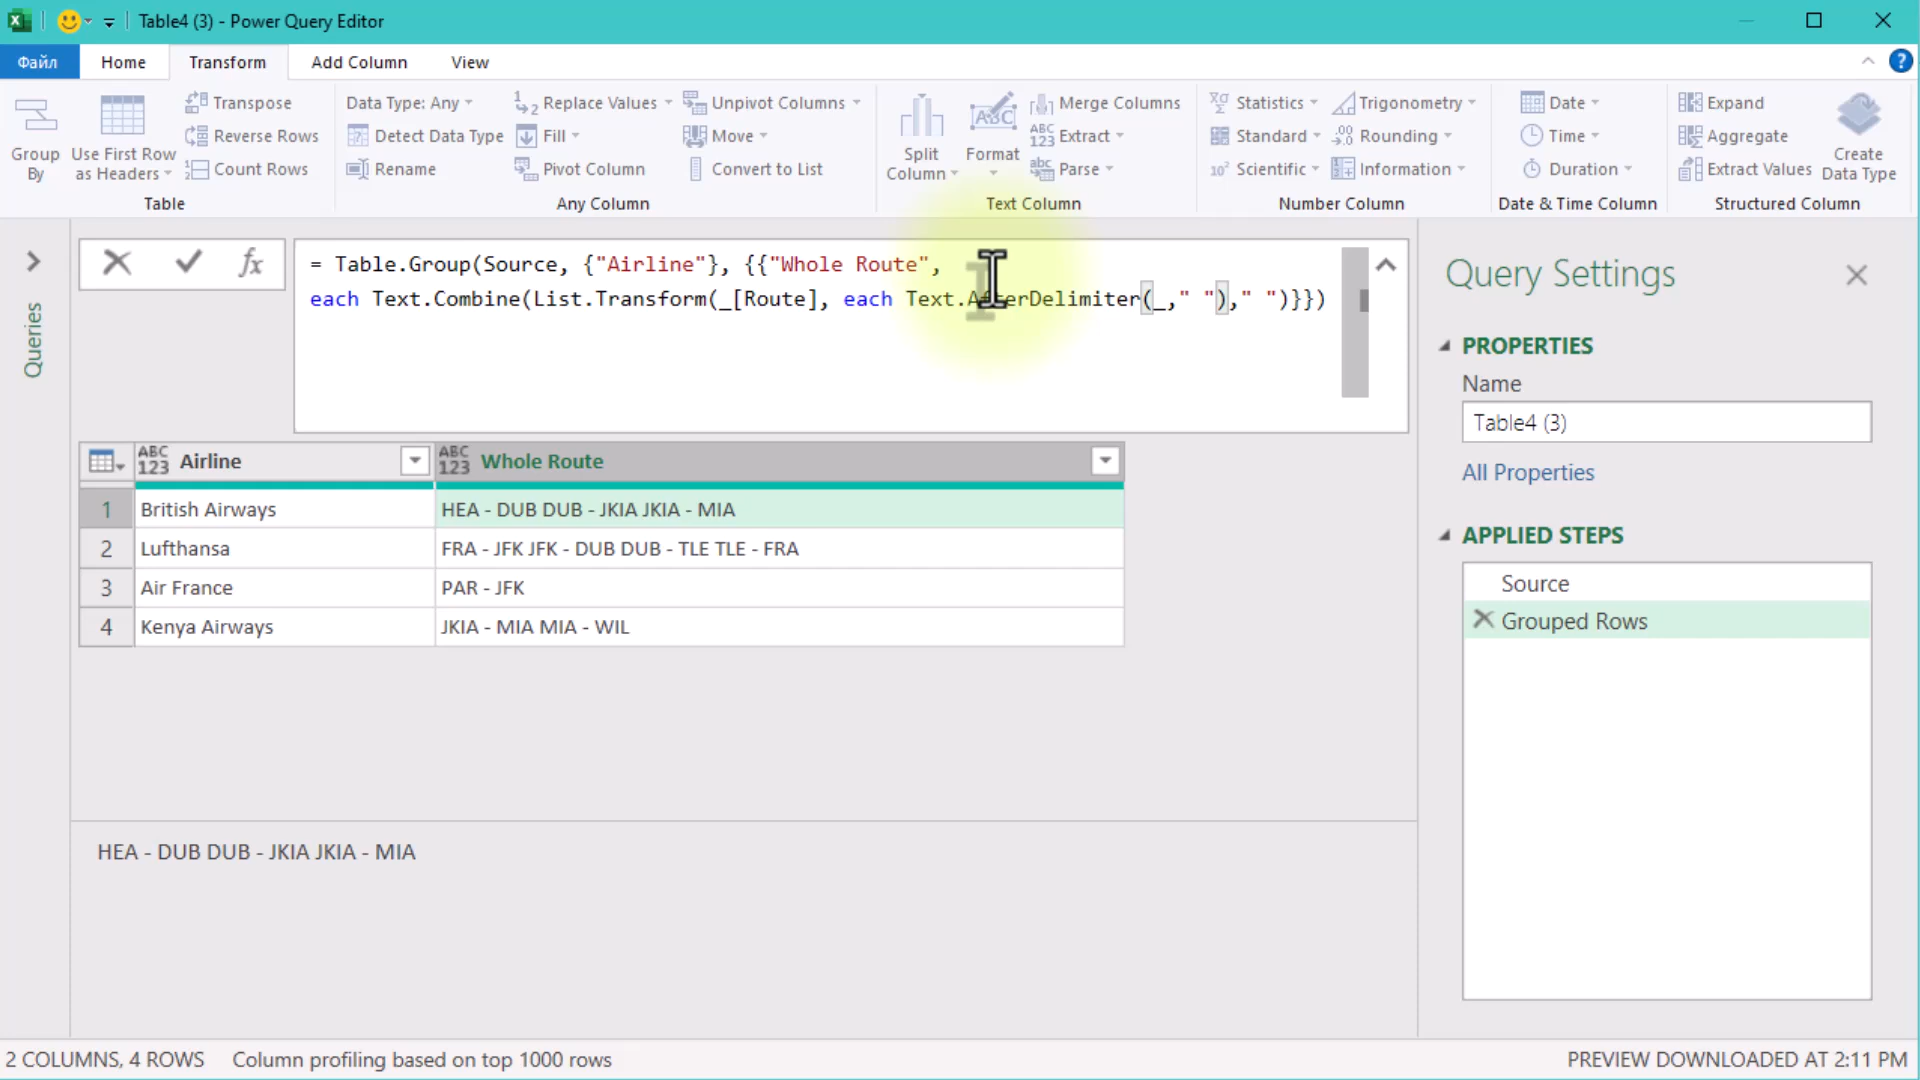 Table4 (3) - Power Query Editor
Файл
Home
Transform
Add Column
View
Group By
Use First Row as Headers
Transpose
Reverse Rows
Count Rows
Table
Data Type: Any
Detect Data Type
Rename
Replace Values
Fill
Pivot Column
Unpivot Columns
Move
Convert to List
Any Column
Split Column
Format
Merge Columns
Extract
Parse
Text Column
Statistics
Standard
Scientific
Trigonometry
Rounding
Information
Number Column
Date
Time
Duration
Date & Time Column
Expand
Aggregate
Extract Values
Create Data Type
Structured Column
Queries
= Table.Group(Source, {"Airline"}, {{"Whole Route",
each Text.Combine(List.Transform(_[Route], each Text.AfterDelimiter(_," ")," ")}})
ABC 123 Airline
ABC 123 Whole Route
1 British Airways HEA - DUB DUB - JKIA JKIA - MIA
2 Lufthansa FRA - JFK JFK - DUB DUB - TLE TLE - FRA
3 Air France PAR - JFK
4 Kenya Airways JKIA - MIA MIA - WIL
HEA - DUB DUB - JKIA JKIA - MIA
Query Settings
PROPERTIES
Name
Table4 (3)
All Properties
APPLIED STEPS
Source
Grouped Rows
2 COLUMNS, 4 ROWS
Column profiling based on top 1000 rows
PREVIEW DOWNLOADED AT 2:11 PM